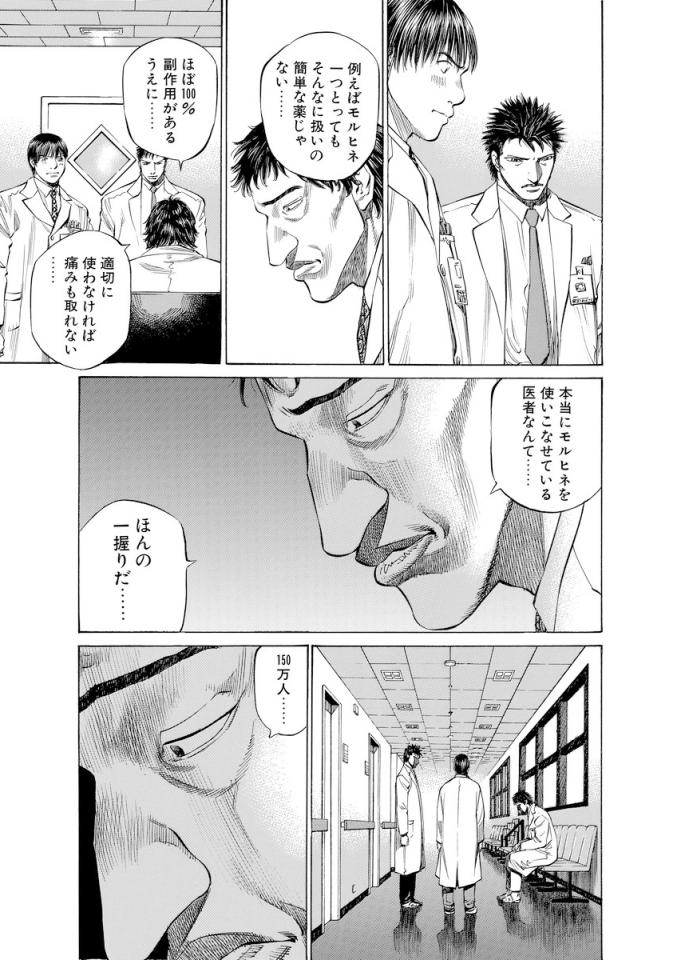 例えばモルヒネ
一つとっても
そんなに扱いの
簡単な薬じゃ
ない……
ほぼ100%
副作用がある
うえに……
適切に
使わなければ
痛みも取れない
……
本当にモルヒネを
使いこなせている
医者なんて……
ほんの
一握りだ……
150
万人……